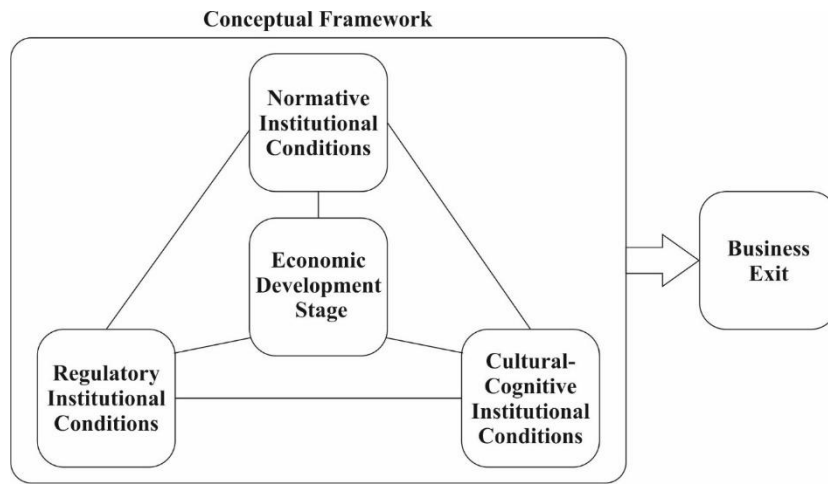 Conceptual Framework
Normative
Institutional
Conditions
Economic
Development
Stage
Business
Exit
Regulatory
Institutional
Conditions
Cultural-
Cognitive
Institutional
Conditions